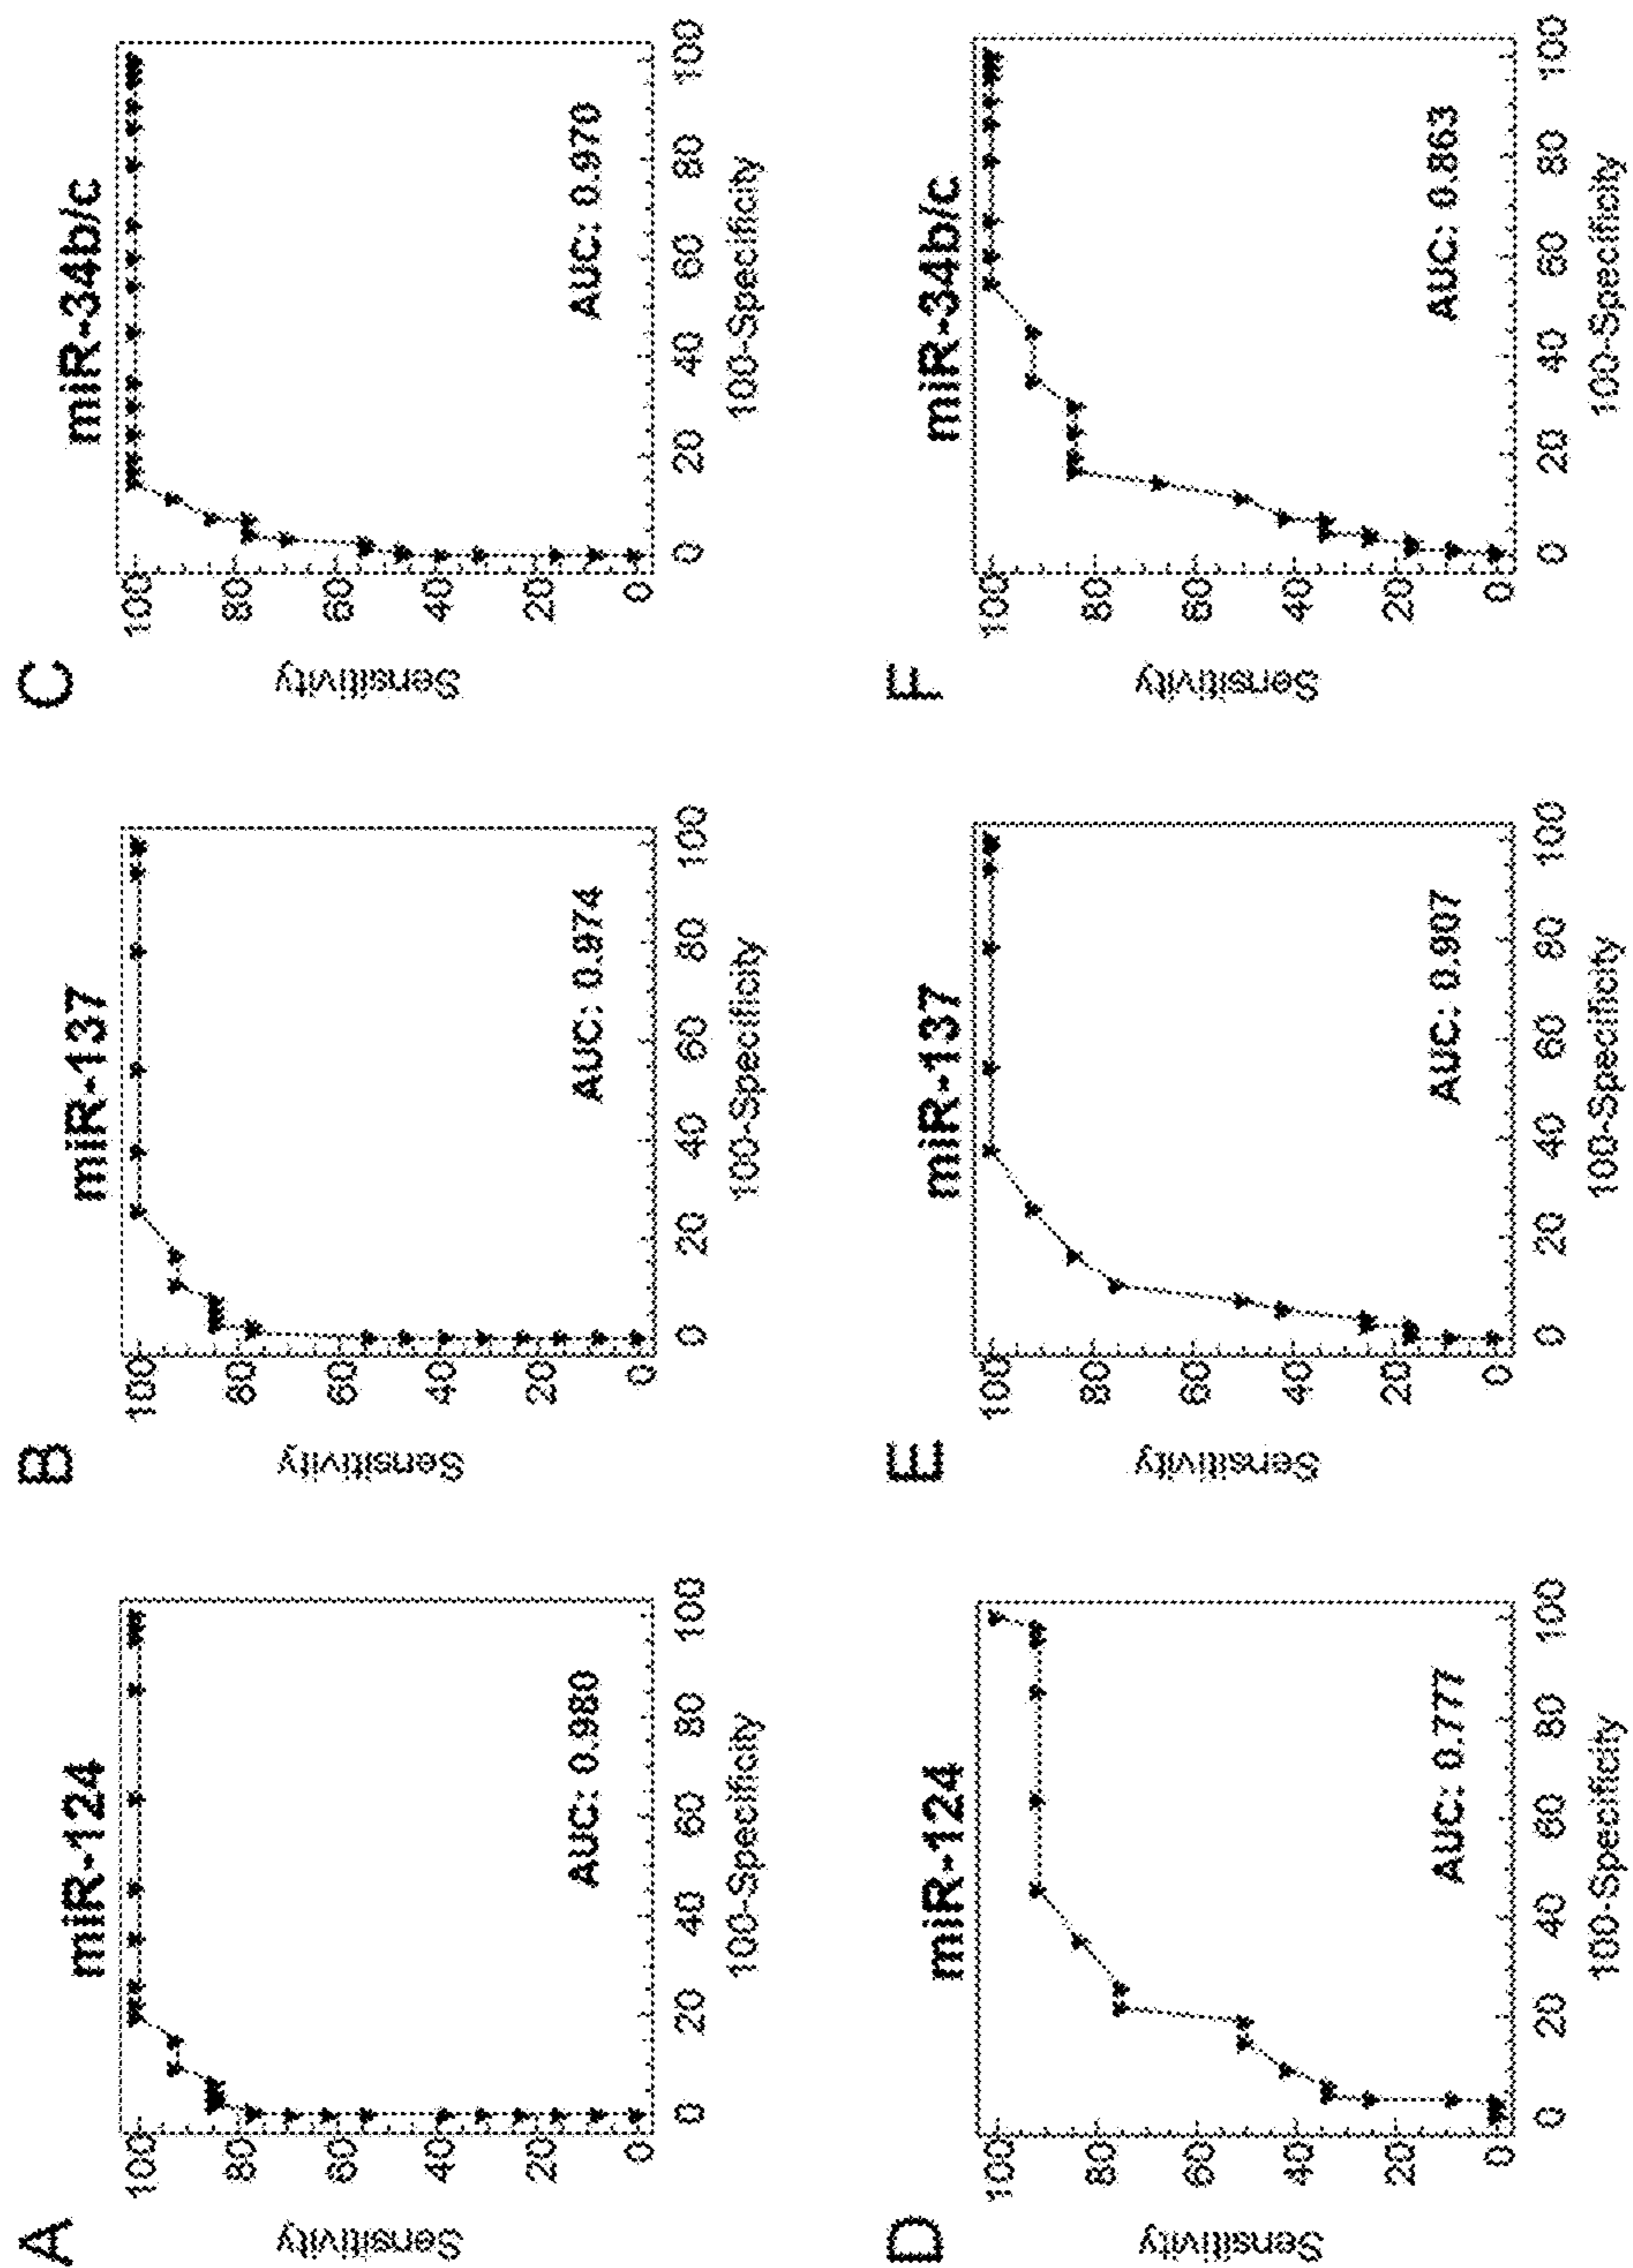 A
miR-124
Sensitivity
100
80
60
40
20
0
AUC: 0.980
0 20 40 60 80 100
100-Specificity
B
miR-137
Sensitivity
100
80
60
40
20
0
AUC: 0.974
0 20 40 60 80 100
100-Specificity
C
miR-34b/c
Sensitivity
100
80
60
40
20
0
AUC: 0.970
0 20 40 60 80 100
100-Specificity
D
miR-124
Sensitivity
100
80
60
40
20
0
AUC: 0.777
0 20 40 60 80 100
100-Specificity
E
miR-137
Sensitivity
100
80
60
40
20
0
AUC: 0.907
0 20 40 60 80 100
100-Specificity
F
miR-34b/c
Sensitivity
100
80
60
40
20
0
AUC: 0.863
0 20 40 60 80 100
100-Specificity